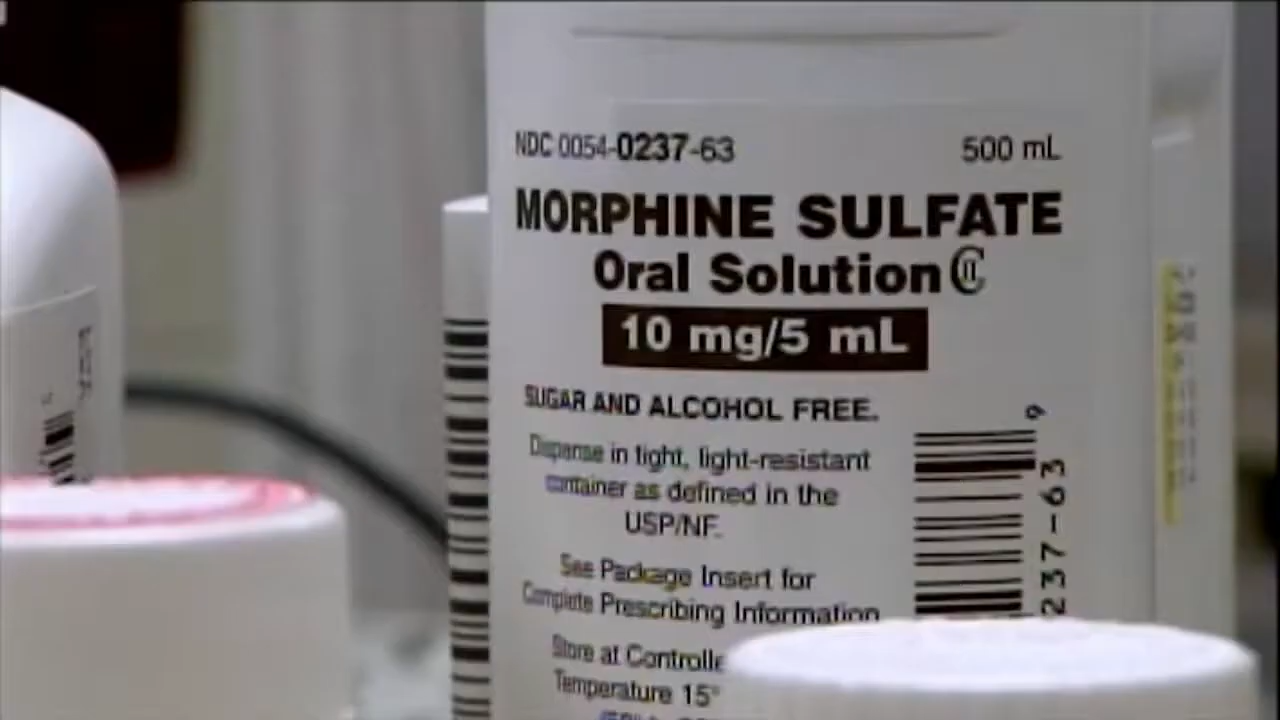 NDC 0054-0237-63
500 mL
MORPHINE SULFATE
Oral Solution CII
10 mg/5 mL
SUGAR AND ALCOHOL FREE.
Dispense in tight, light-resistant
container as defined in the
USP/NF.
See Package Insert for
Complete Prescribing Information
Store at Controlle
Temperature 15°
237-63 9